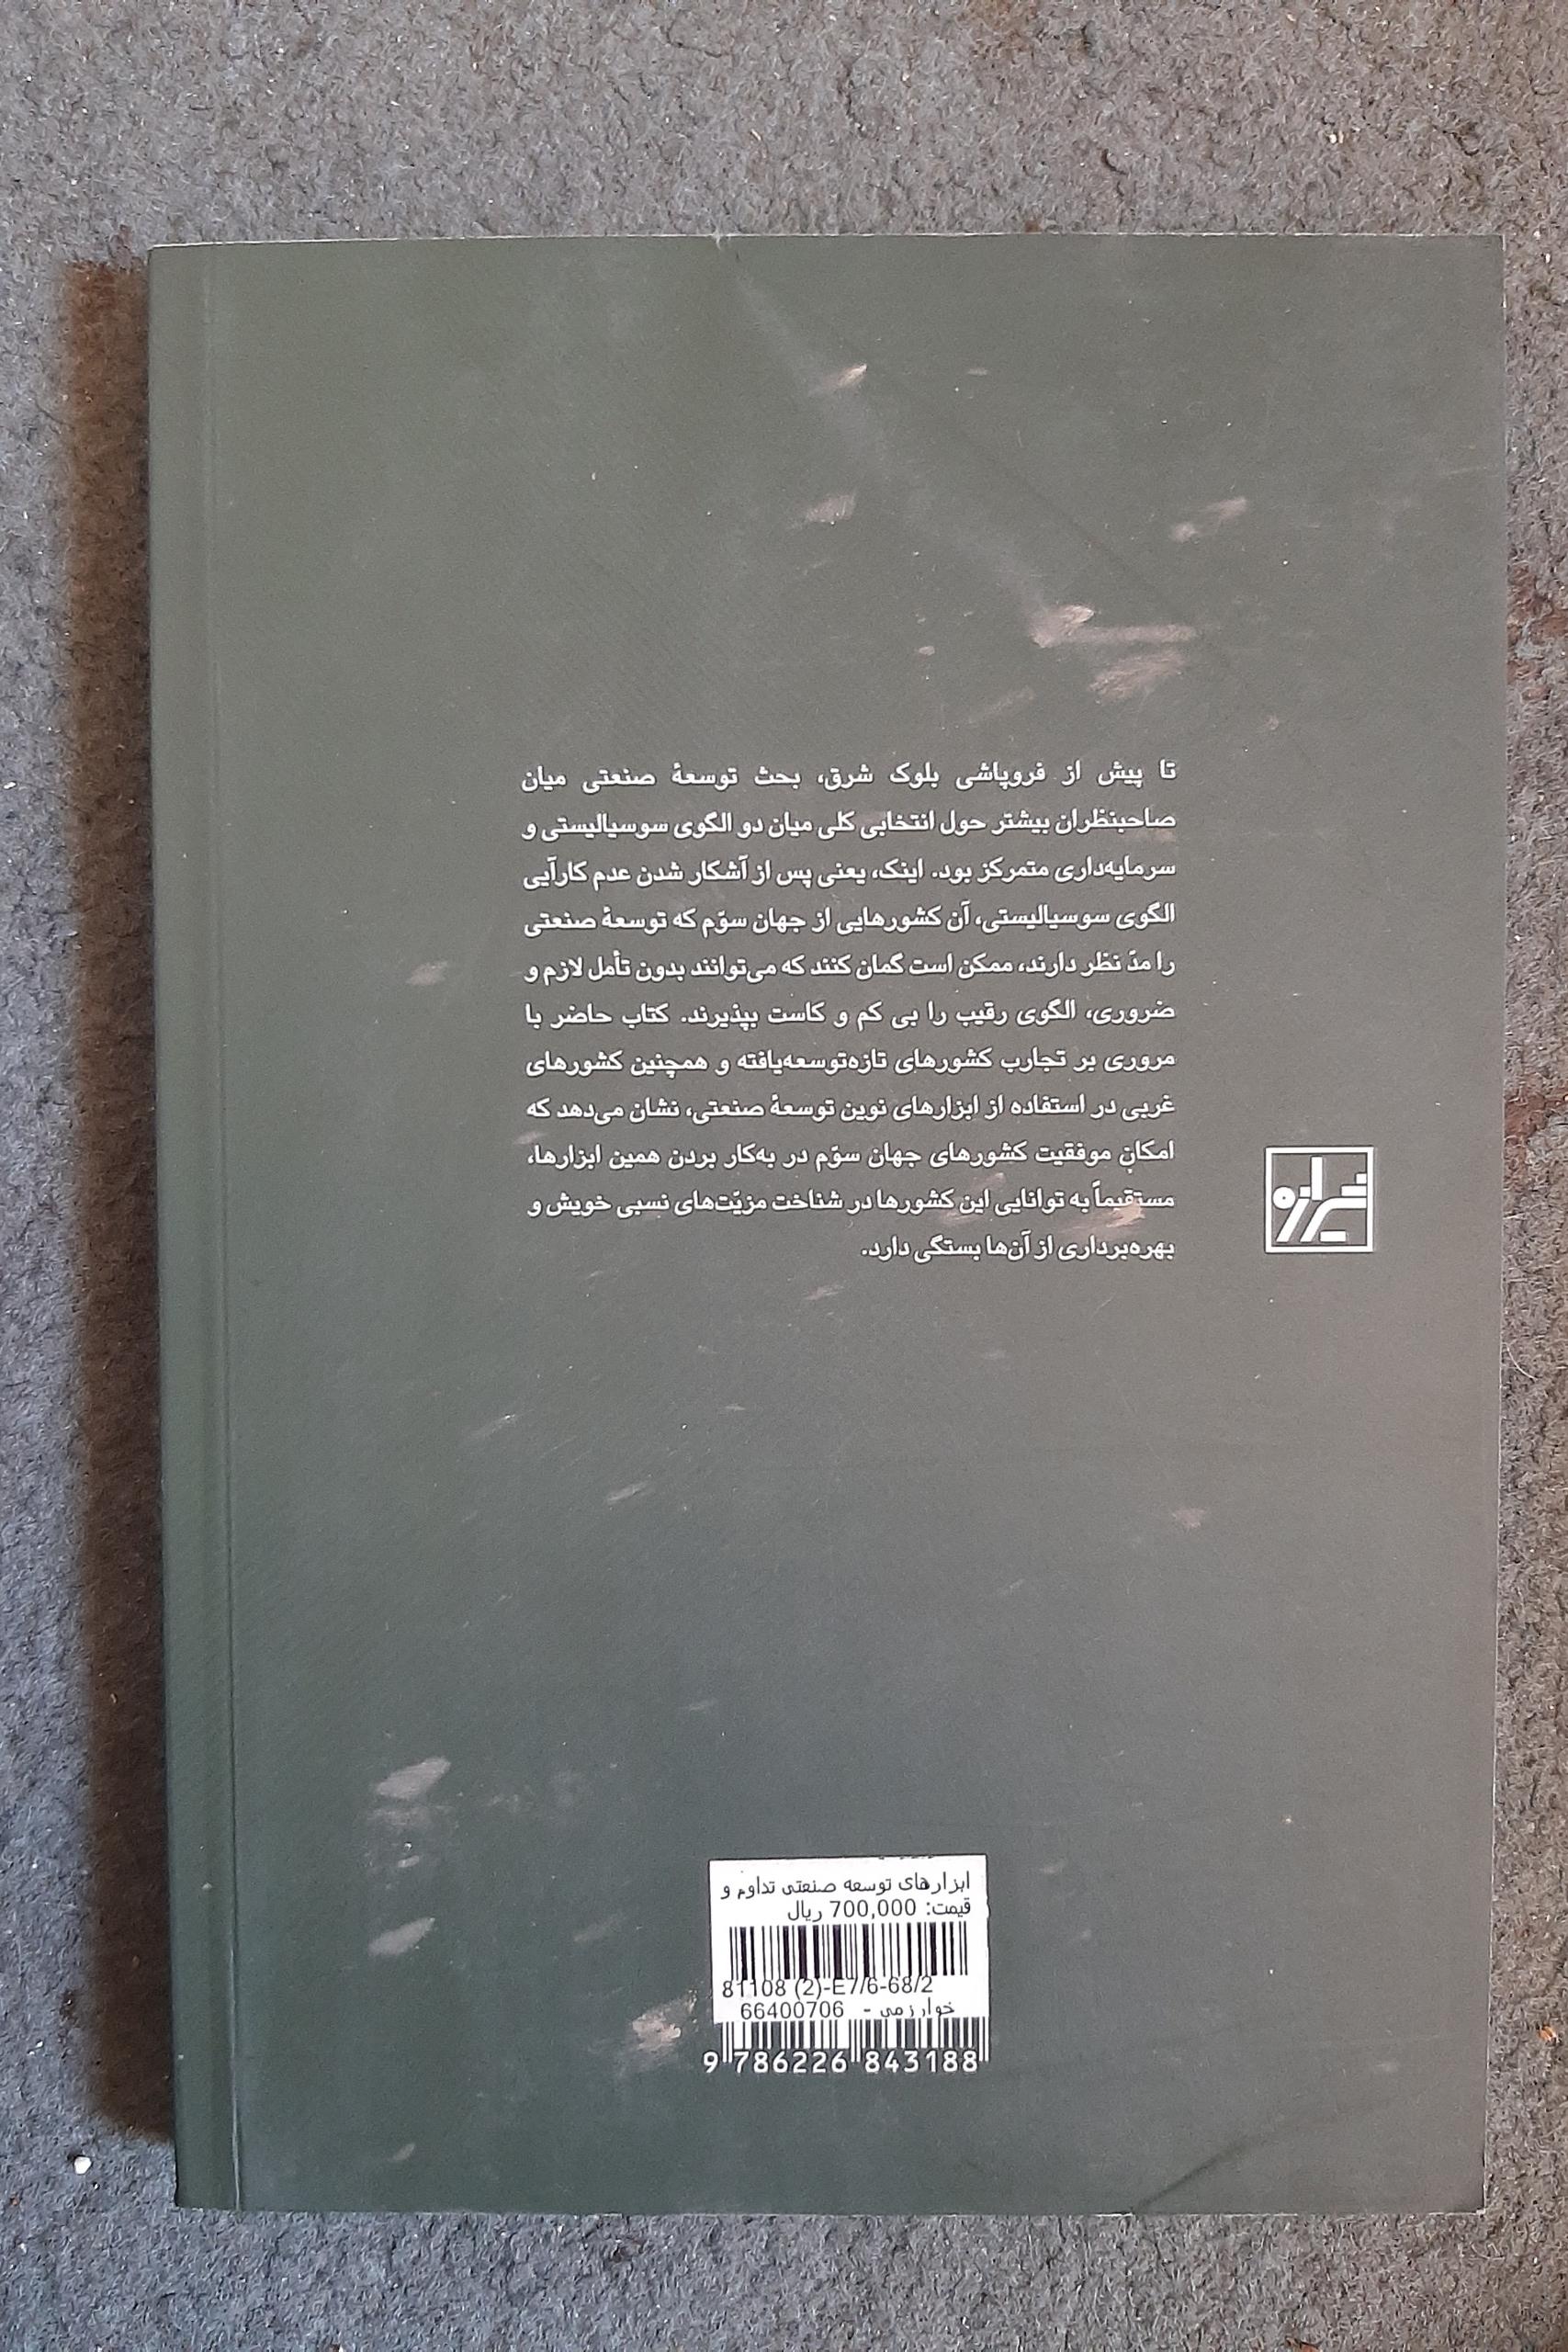 تا پیش از فروپاشی بلوک شرق، بحث توسعهٔ صنعتی میان
صاحبنظران بیشتر حول انتخابی کلی میان دو الگوی سوسیالیستی و
سرمایه‌داری متمرکز بود. اینک، یعنی پس از آشکار شدن عدم کارآیی
الگوی سوسیالیستی، آن کشورهایی از جهان سوّم که توسعهٔ صنعتی
را مدّ نظر دارند، ممکن است گمان کنند که می‌توانند بدون تأمل لازم و
ضروری، الگوی رقیب را بی کم و کاست بپذیرند. کتاب حاضر با
مروری بر تجارب کشورهای تازه‌توسعه‌یافته و همچنین کشورهای
غربی در استفاده از ابزارهای نوین توسعهٔ صنعتی، نشان می‌دهد که
امکان موفقیت کشورهای جهان سوّم در به‌کار بردن همین ابزارها،
مستقیماً به توانایی این کشورها در شناخت مزیّت‌های نسبی خویش و
بهره‌برداری از آن‌ها بستگی دارد.
شیرازه
ابزارهای توسعه صنعتی تداوم و
قیمت: 700,000 ریال
81108 (2)-E7/6-68/2
خوارزمی - 66400706
9 786226 843188